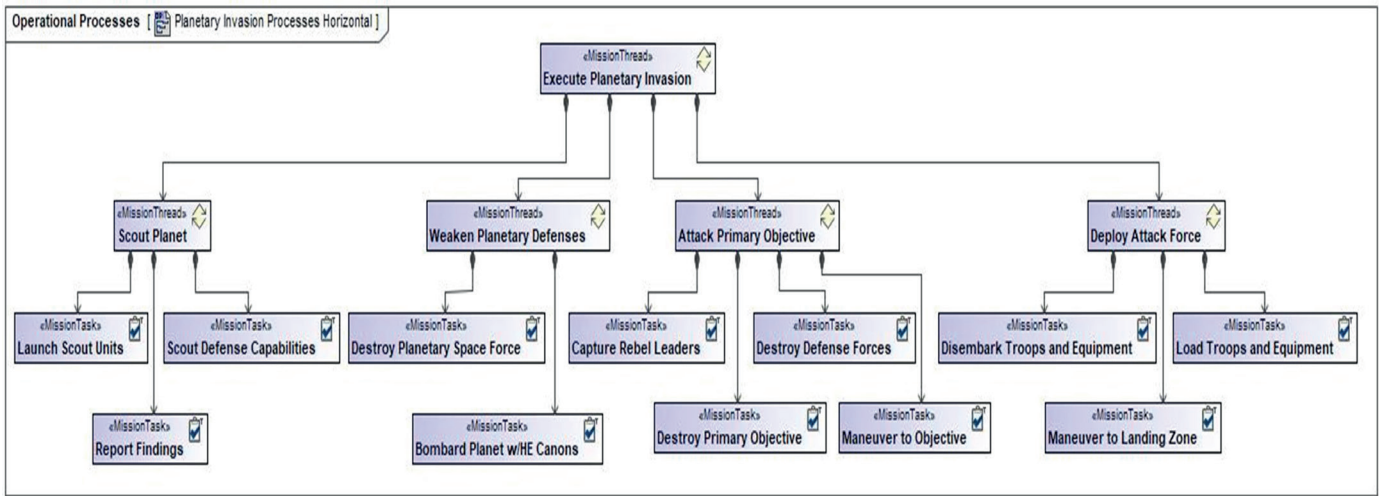 Operational Processes [ Planetary Invasion Processes Horizontal ]
«MissionThread»
Execute Planetary Invasion
«MissionThread»
Scout Planet
«MissionThread»
Weaken Planetary Defenses
«MissionThread»
Attack Primary Objective
«MissionThread»
Deploy Attack Force
«MissionTask»
Launch Scout Units
«MissionTask»
Scout Defense Capabilities
«MissionTask»
Destroy Planetary Space Force
«MissionTask»
Capture Rebel Leaders
«MissionTask»
Destroy Defense Forces
«MissionTask»
Disembark Troops and Equipment
«MissionTask»
Load Troops and Equipment
«MissionTask»
Report Findings
«MissionTask»
Bombard Planet w/HE Canons
«MissionTask»
Destroy Primary Objective
«MissionTask»
Maneuver to Objective
«MissionTask»
Maneuver to Landing Zone